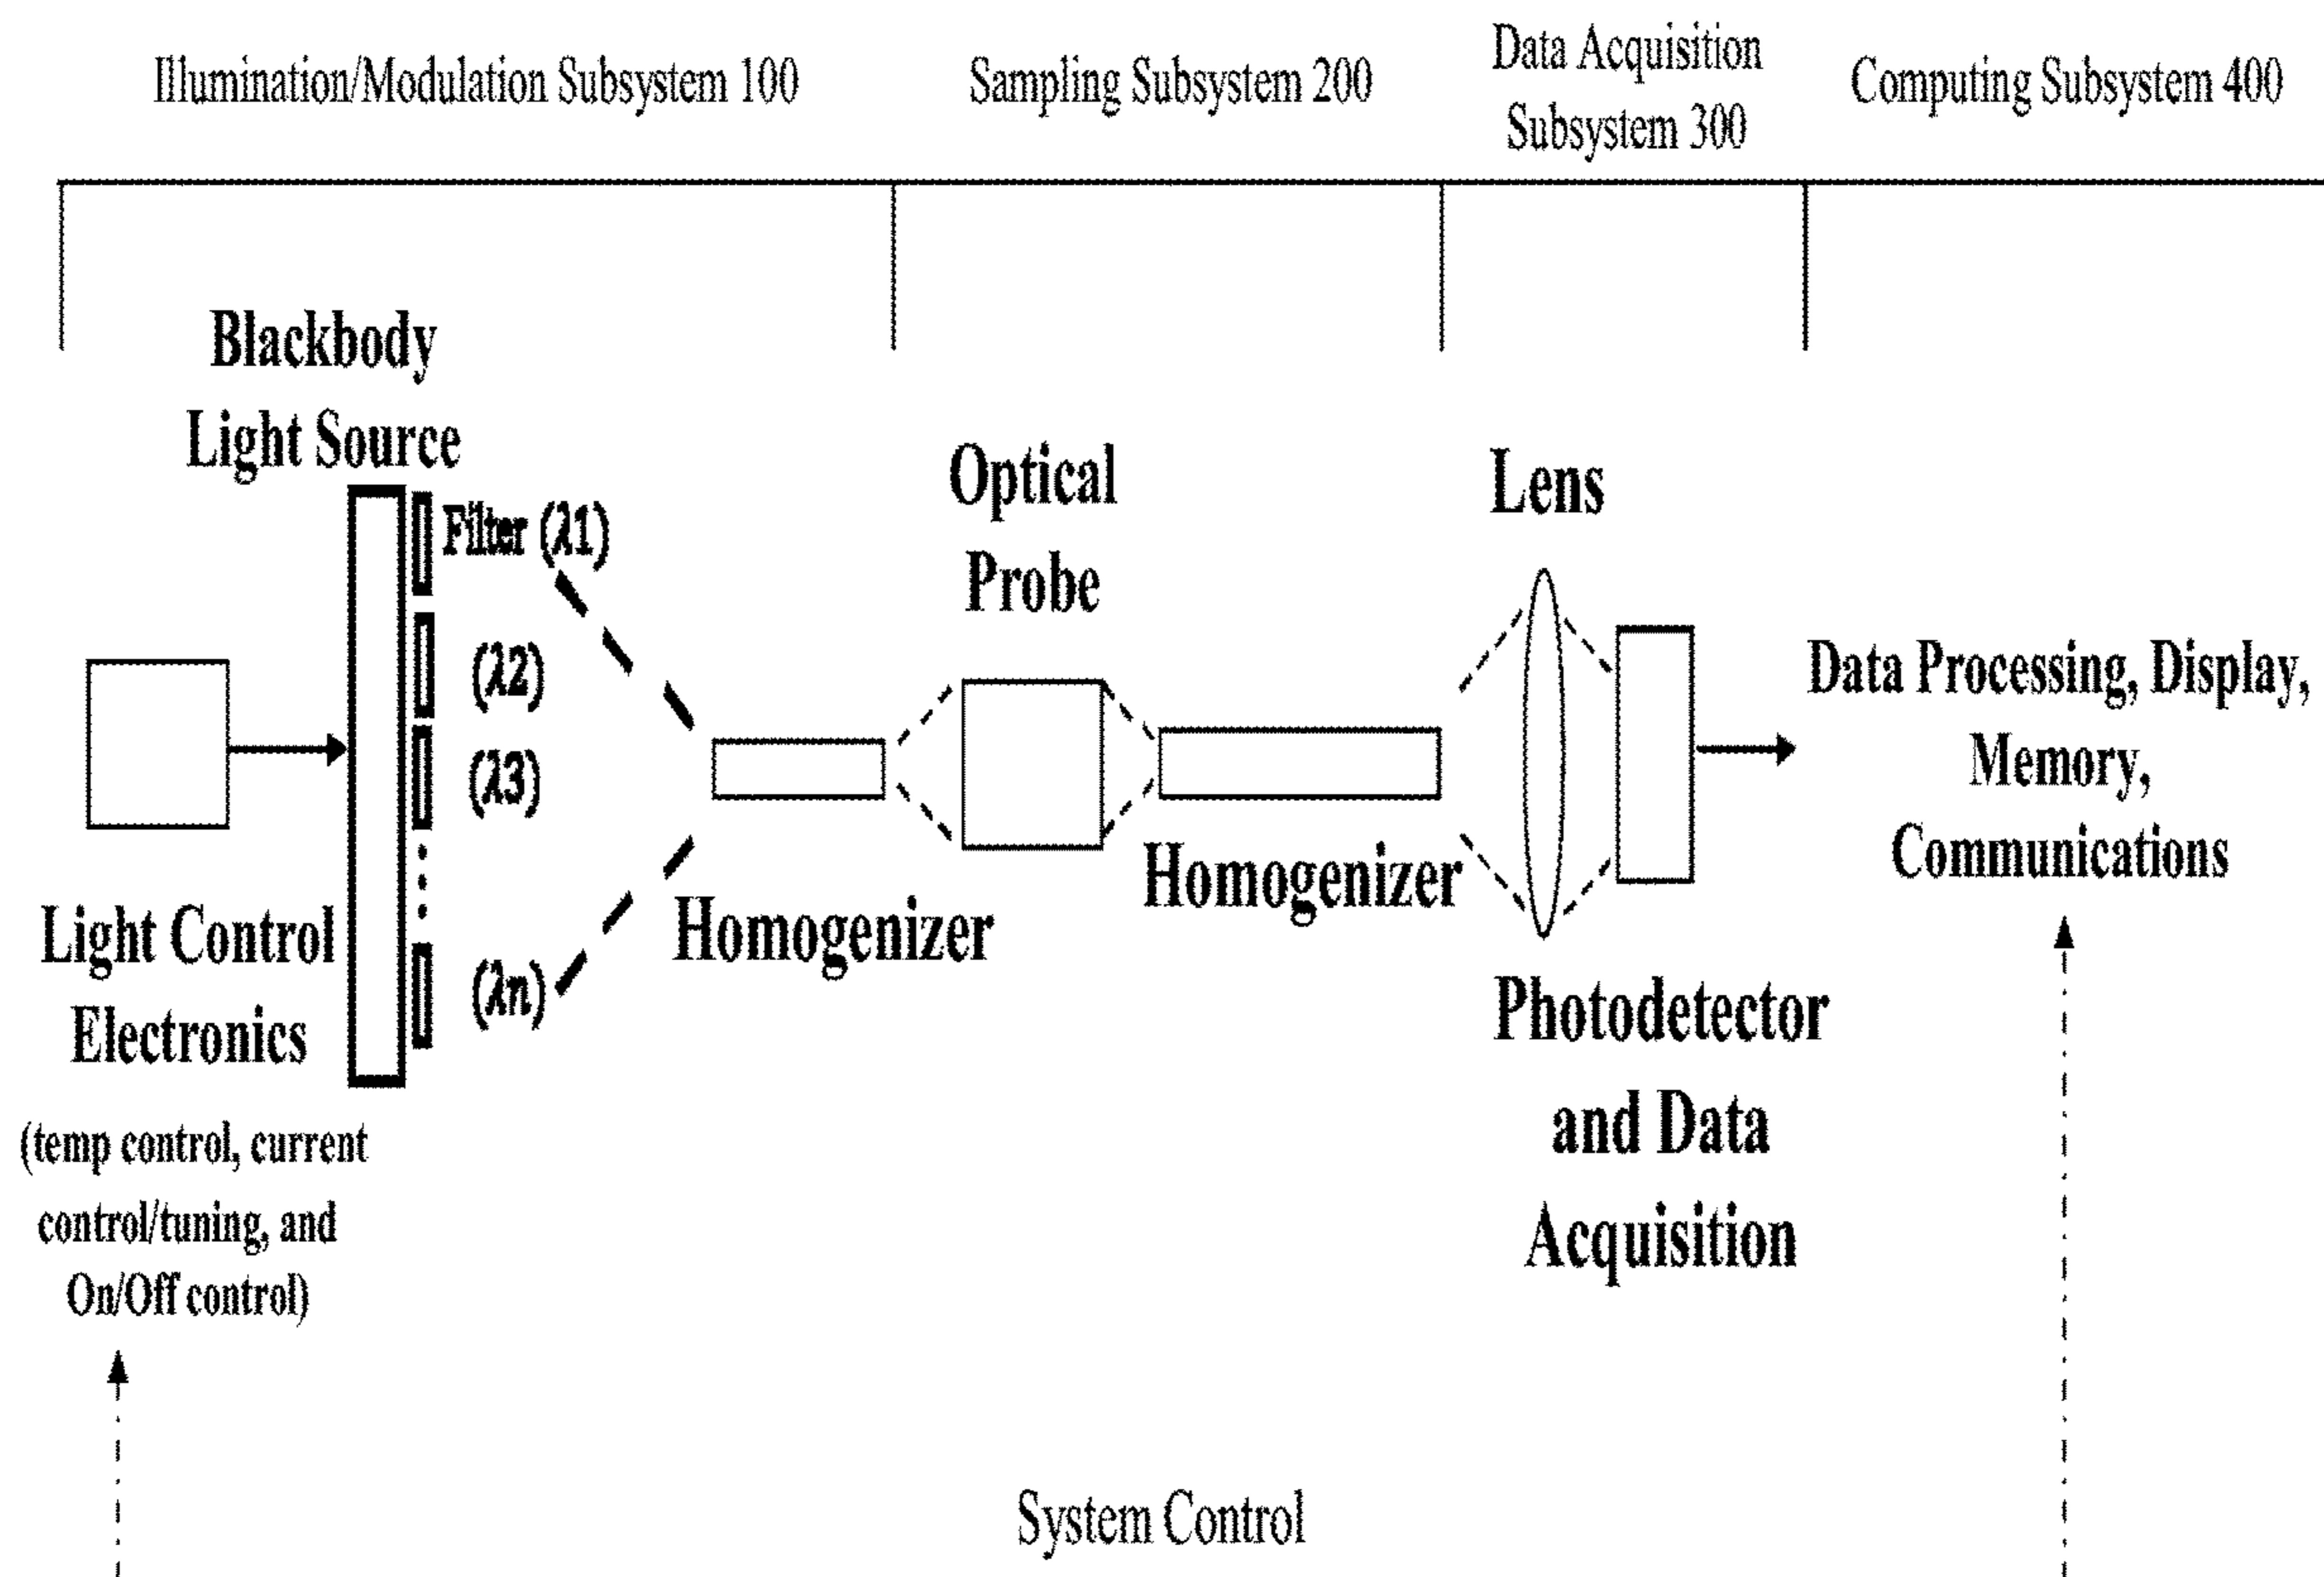 Illumination/Modulation Subsystem 100
Sampling Subsystem 200
Data Acquisition
Subsystem 300
Computing Subsystem 400
Blackbody
Light Source
Filter (λ1)
(λ2)
(λ3)
(λn)
Light Control
Electronics
(temp control, current
control/tuning, and
On/Off control)
Homogenizer
Optical
Probe
Homogenizer
Lens
Photodetector
and Data
Acquisition
Data Processing, Display,
Memory,
Communications
System Control